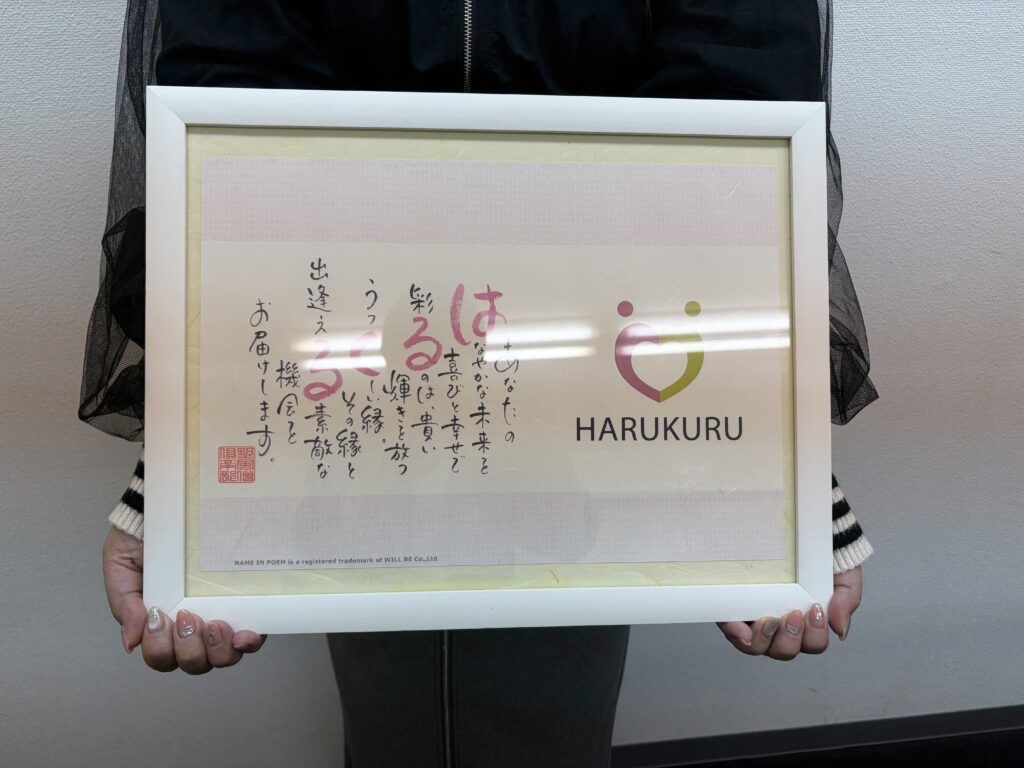 HARUKURU
あなたの
はなやかな未来を
喜びと幸せで
彩るのは、貴い
輝きを放つ
うつくしい縁。
その縁と
出逢える素敵な
機会を
お届けします。
NAME IN POEM is a registered trademark of WILL BE Co.,Ltd.